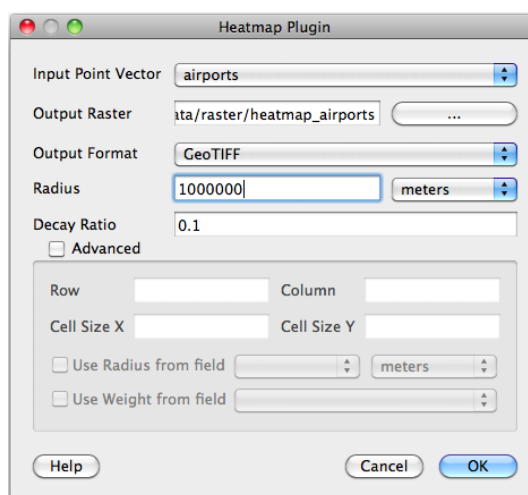 Heatmap Plugin
Input Point Vector airports
Output Raster ata/raster/heatmap_airports ...
Output Format GeoTIFF
Radius 1000000 meters
Decay Ratio 0.1
Advanced
Row Column
Cell Size X Cell Size Y
Use Radius from field meters
Use Weight from field
Help Cancel OK